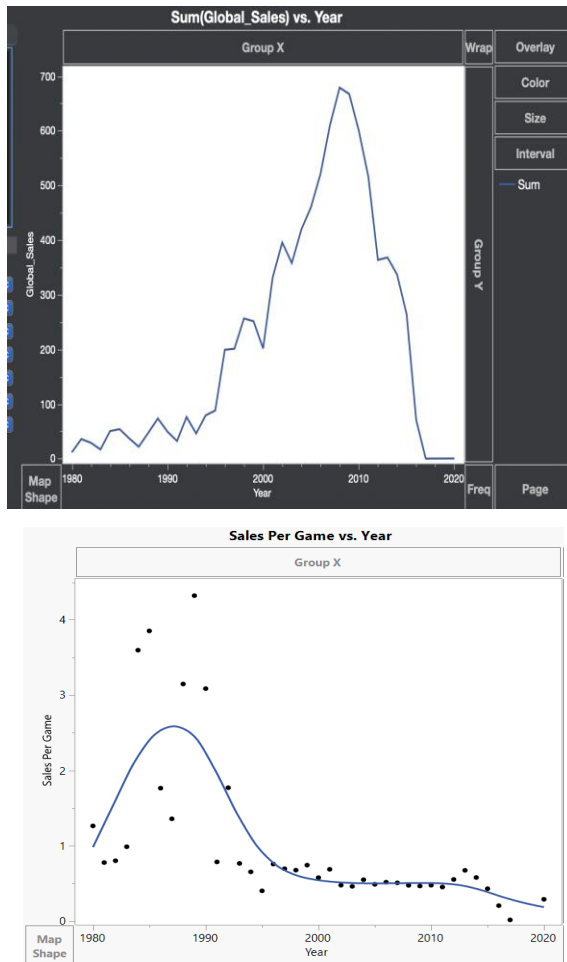 Sum(Global_Sales) vs. Year
Group X
Wrap
Overlay
Color
Size
Interval
Sum
Group Y
Global_Sales
700
600
500
400
300
200
100
0
1980
1990
2000
2010
2020
Year
Map
Shape
Freq
Page
Sales Per Game vs. Year
Group X
Sales Per Game
4
3
2
1
0
1980
1990
2000
2010
2020
Year
Map
Shape